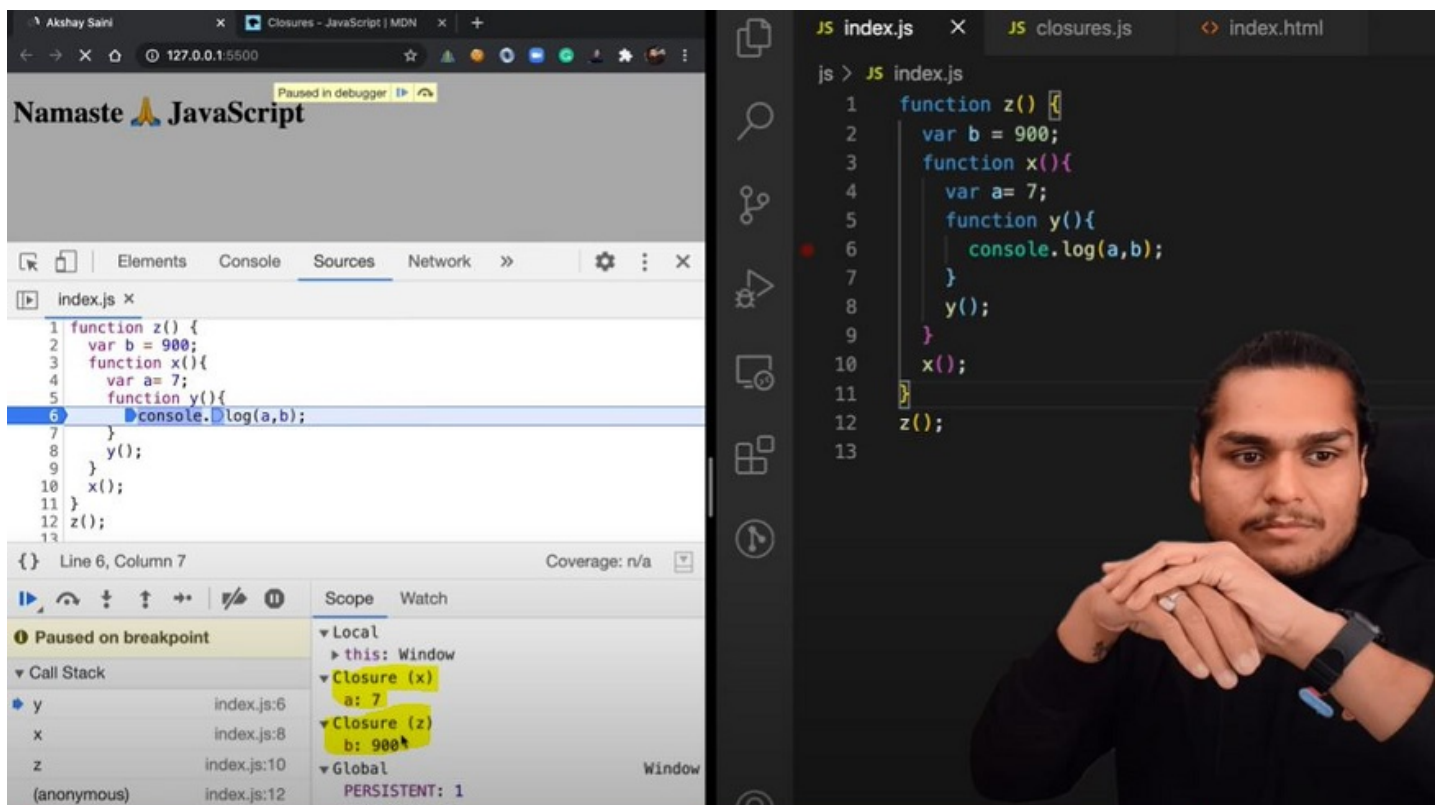 Akshay Saini × Closures - JavaScript | MDN × +
127.0.0.1:5500
Paused in debugger
Namaste 🙏 JavaScript
Elements Console Sources Network »
index.js ×
1 function z() {
2 var b = 900;
3 function x(){
4 var a= 7;
5 function y(){
6 console.log(a,b);
7 }
8 y();
9 }
10 x();
11 }
12 z();
13
{} Line 6, Column 7 Coverage: n/a
Scope Watch
Paused on breakpoint
Call Stack
y index.js:6
x index.js:8
z index.js:10
(anonymous) index.js:12
Local
this: Window
Closure (x)
a: 7
Closure (z)
b: 900
Global Window
PERSISTENT: 1
JS index.js × JS closures.js <> index.html
js > JS index.js
1 function z() {
2 var b = 900;
3 function x(){
4 var a= 7;
5 function y(){
6 console.log(a,b);
7 }
8 y();
9 }
10 x();
11 }
12 z();
13